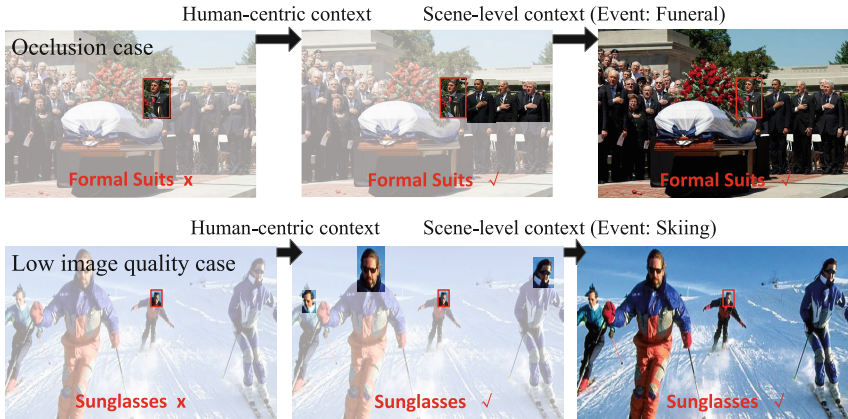 Human-centric context
Scene-level context (Event: Funeral)
Occlusion case
Formal Suits x
Formal Suits √
Formal Suits √
Human-centric context
Scene-level context (Event: Skiing)
Low image quality case
Sunglasses x
Sunglasses √
Sunglasses √